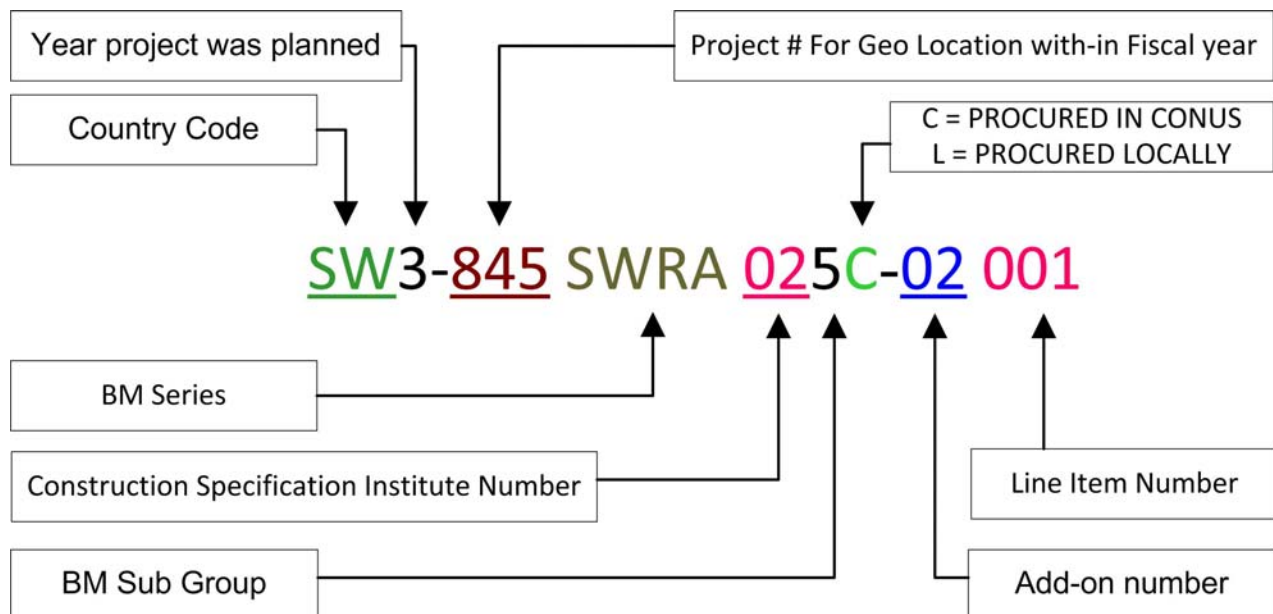 Year project was planned
Project # For Geo Location with-in Fiscal year
Country Code
C = PROCURED IN CONUS
L = PROCURED LOCALLY
SW3-845 SWRA 025C-02 001
BM Series
Construction Specification Institute Number
Line Item Number
BM Sub Group
Add-on number